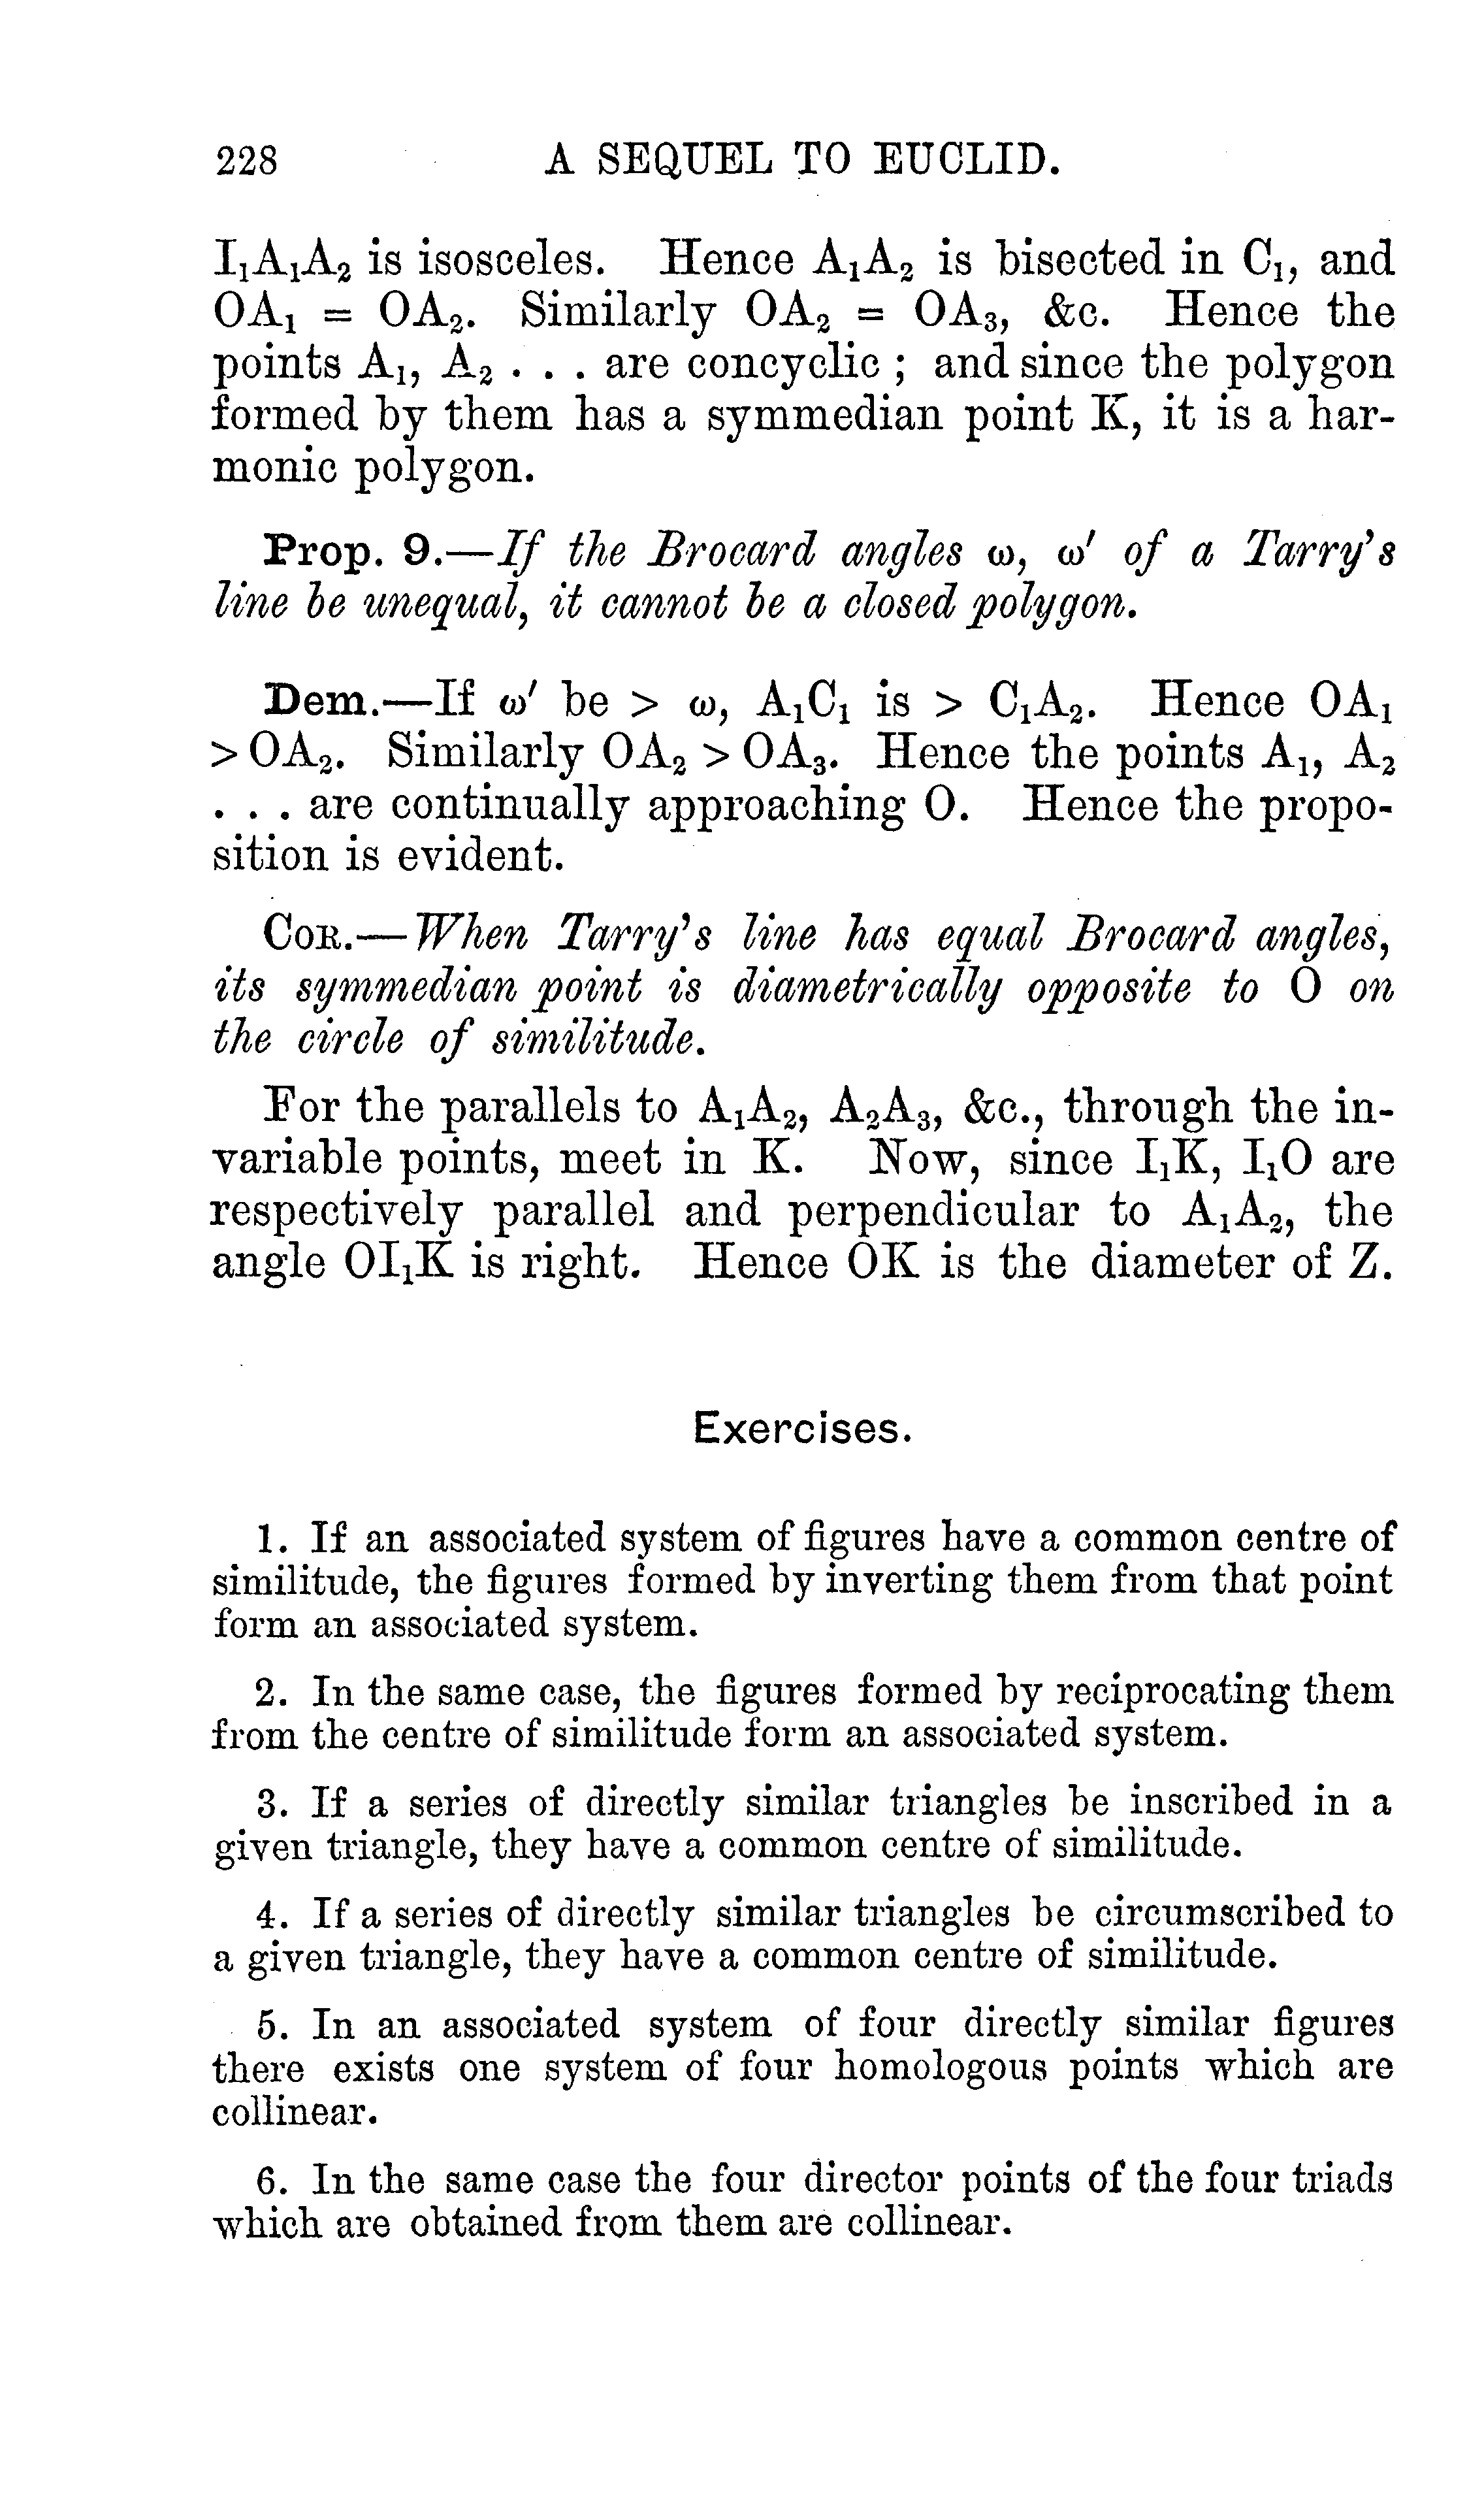 228 A SEQUEL TO EUCLID.
I₁A₁A₂ is isosceles. Hence A₁A₂ is bisected in C₁, and
OA₁ = OA₂. Similarly OA₂ = OA₃, &c. Hence the
points A₁, A₂ . . . are concyclic ; and since the polygon
formed by them has a symmedian point K, it is a har-
monic polygon.
Prop. 9.—If the Brocard angles ω, ω′ of a Tarry's
line be unequal, it cannot be a closed polygon.
Dem.—If ω′ be > ω, A₁C₁ is > C₁A₂. Hence OA₁
> OA₂. Similarly OA₂ > OA₃. Hence the points A₁, A₂
. . . are continually approaching O. Hence the propo-
sition is evident.
COR.—When Tarry's line has equal Brocard angles,
its symmedian point is diametrically opposite to O on
the circle of similitude.
For the parallels to A₁A₂, A₂A₃, &c., through the in-
variable points, meet in K. Now, since I₁K, I₁O are
respectively parallel and perpendicular to A₁A₂, the
angle OI₁K is right. Hence OK is the diameter of Z.
Exercises.
1. If an associated system of figures have a common centre of
similitude, the figures formed by inverting them from that point
form an associated system.
2. In the same case, the figures formed by reciprocating them
from the centre of similitude form an associated system.
3. If a series of directly similar triangles be inscribed in a
given triangle, they have a common centre of similitude.
4. If a series of directly similar triangles be circumscribed to
a given triangle, they have a common centre of similitude.
5. In an associated system of four directly similar figures
there exists one system of four homologous points which are
collinear.
6. In the same case the four director points of the four triads
which are obtained from them are collinear.